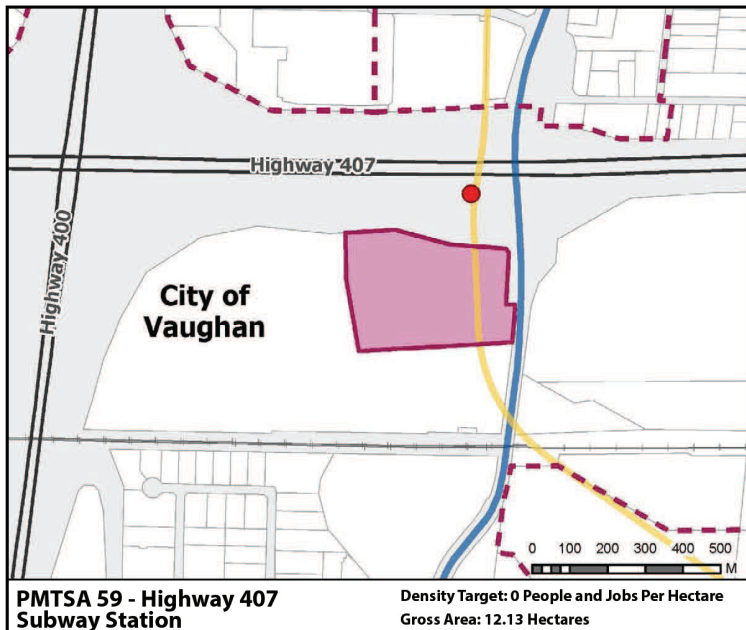 Highway 407
Highway 400
City of
Vaughan
0 100 200 300 400 500
M
PMTSA 59 - Highway 407
Subway Station
Density Target: 0 People and Jobs Per Hectare
Gross Area: 12.13 Hectares